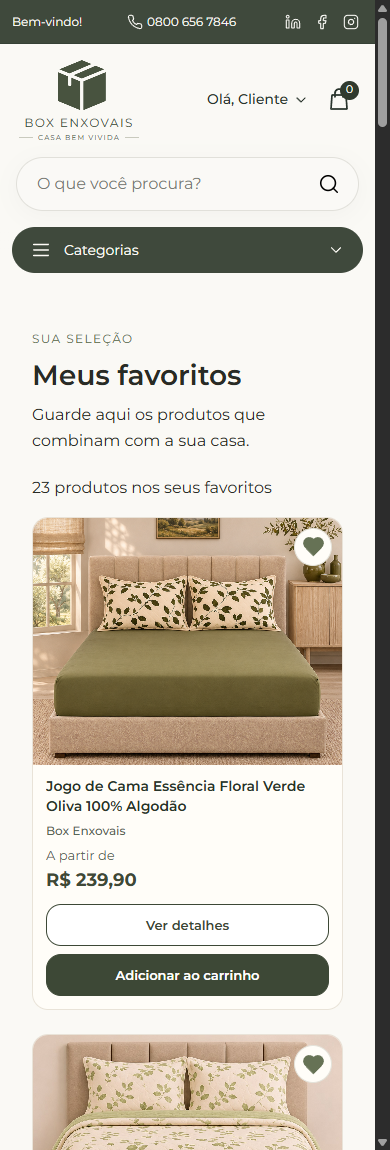 Bem-vindo!
0800 656 7846
BOX ENXOVAIS
CASA BEM VIVIDA
Olá, Cliente
0
O que você procura?
Categorias
SUA SELEÇÃO
Meus favoritos
Guarde aqui os produtos que
combinam com a sua casa.
23 produtos nos seus favoritos
Jogo de Cama Essência Floral Verde
Oliva 100% Algodão
Box Enxovais
A partir de
R$ 239,90
Ver detalhes
Adicionar ao carrinho